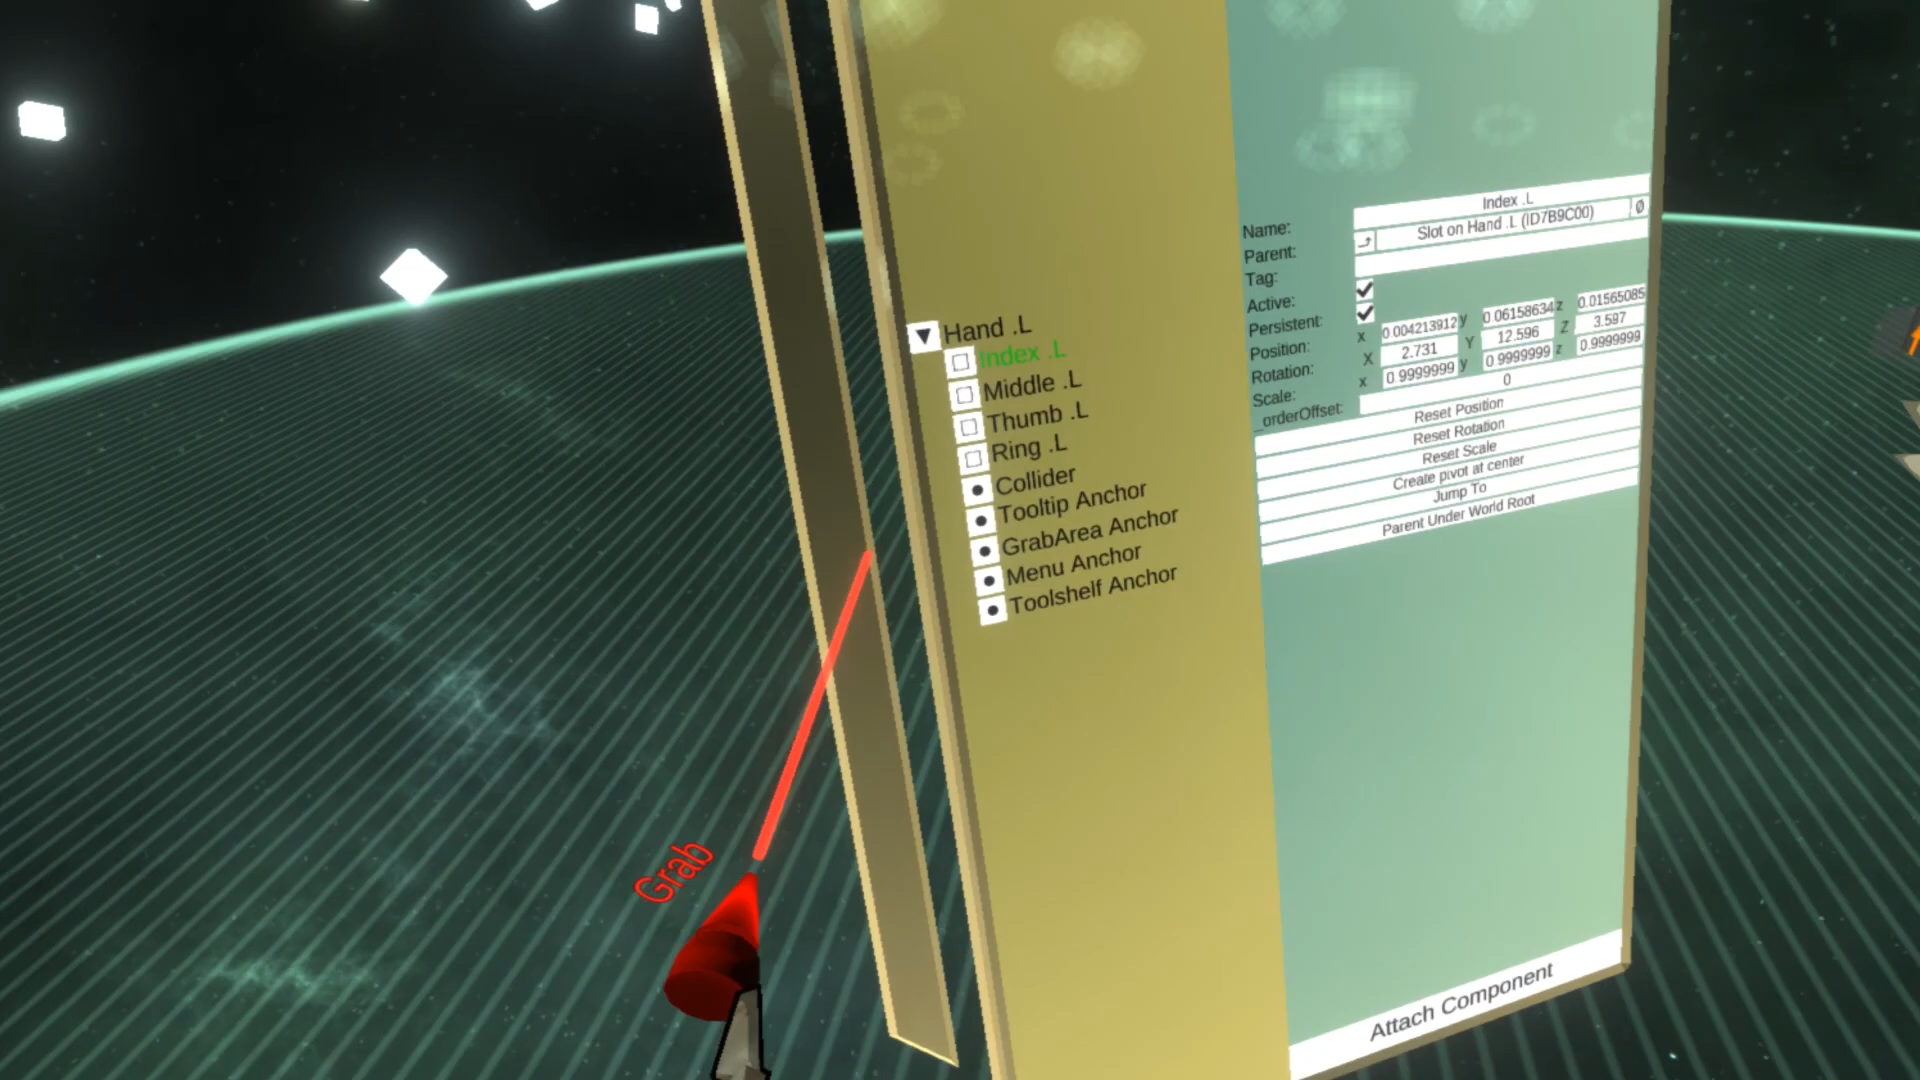 Hand .L
Index .L
Middle .L
Thumb .L
Ring .L
Collider
Tooltip Anchor
GrabArea Anchor
Menu Anchor
Toolshelf Anchor
Grab
Name: Index .L
Parent: Slot on Hand .L (ID7B9C00) Ø
Tag:
Active:
Persistent:
Position: x 0.004213912 y 0.06158634 z 0.01565085
Rotation: X 2.731 Y 12.596 Z 3.597
Scale: x 0.9999999 y 0.9999999 z 0.9999999
_orderOffset: 0
Reset Position
Reset Rotation
Reset Scale
Create pivot at center
Jump To
Parent Under World Root
Attach Component